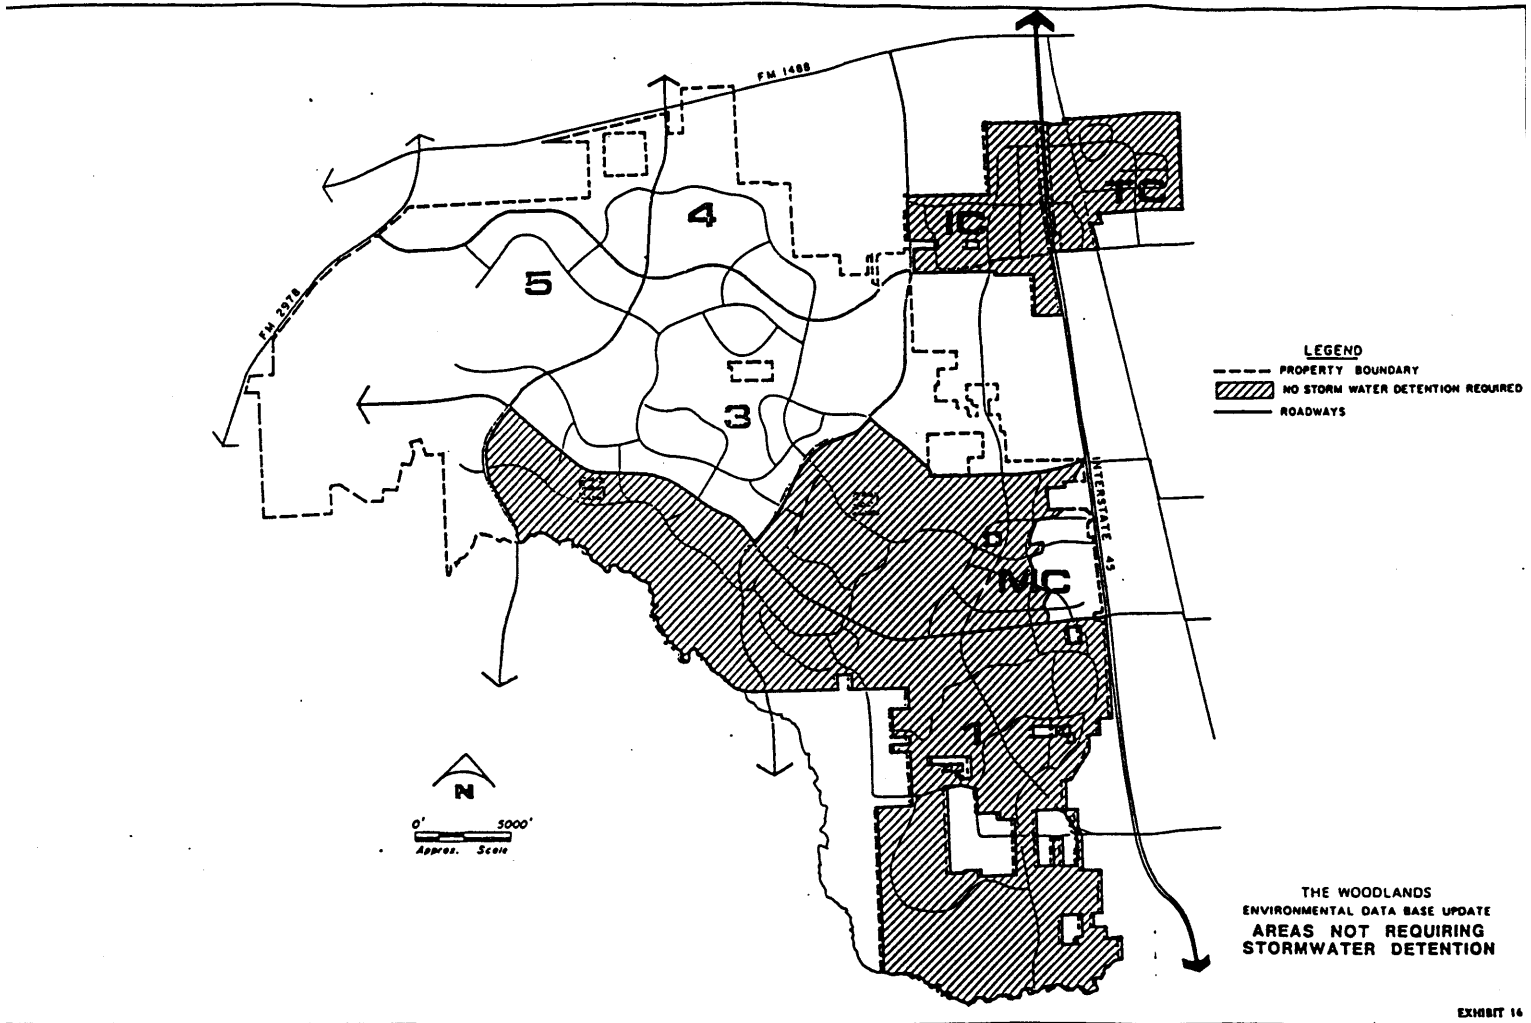 FM 1488
TC
IC
4
5
FM 2978
LEGEND
PROPERTY BOUNDARY
NO STORM WATER DETENTION REQUIRED
ROADWAYS
3
INTERSTATE 45
MC
1
N
0' 5000'
Approx. Scale
THE WOODLANDS
ENVIRONMENTAL DATA BASE UPDATE
AREAS NOT REQUIRING
STORMWATER DETENTION
EXHIBIT 16